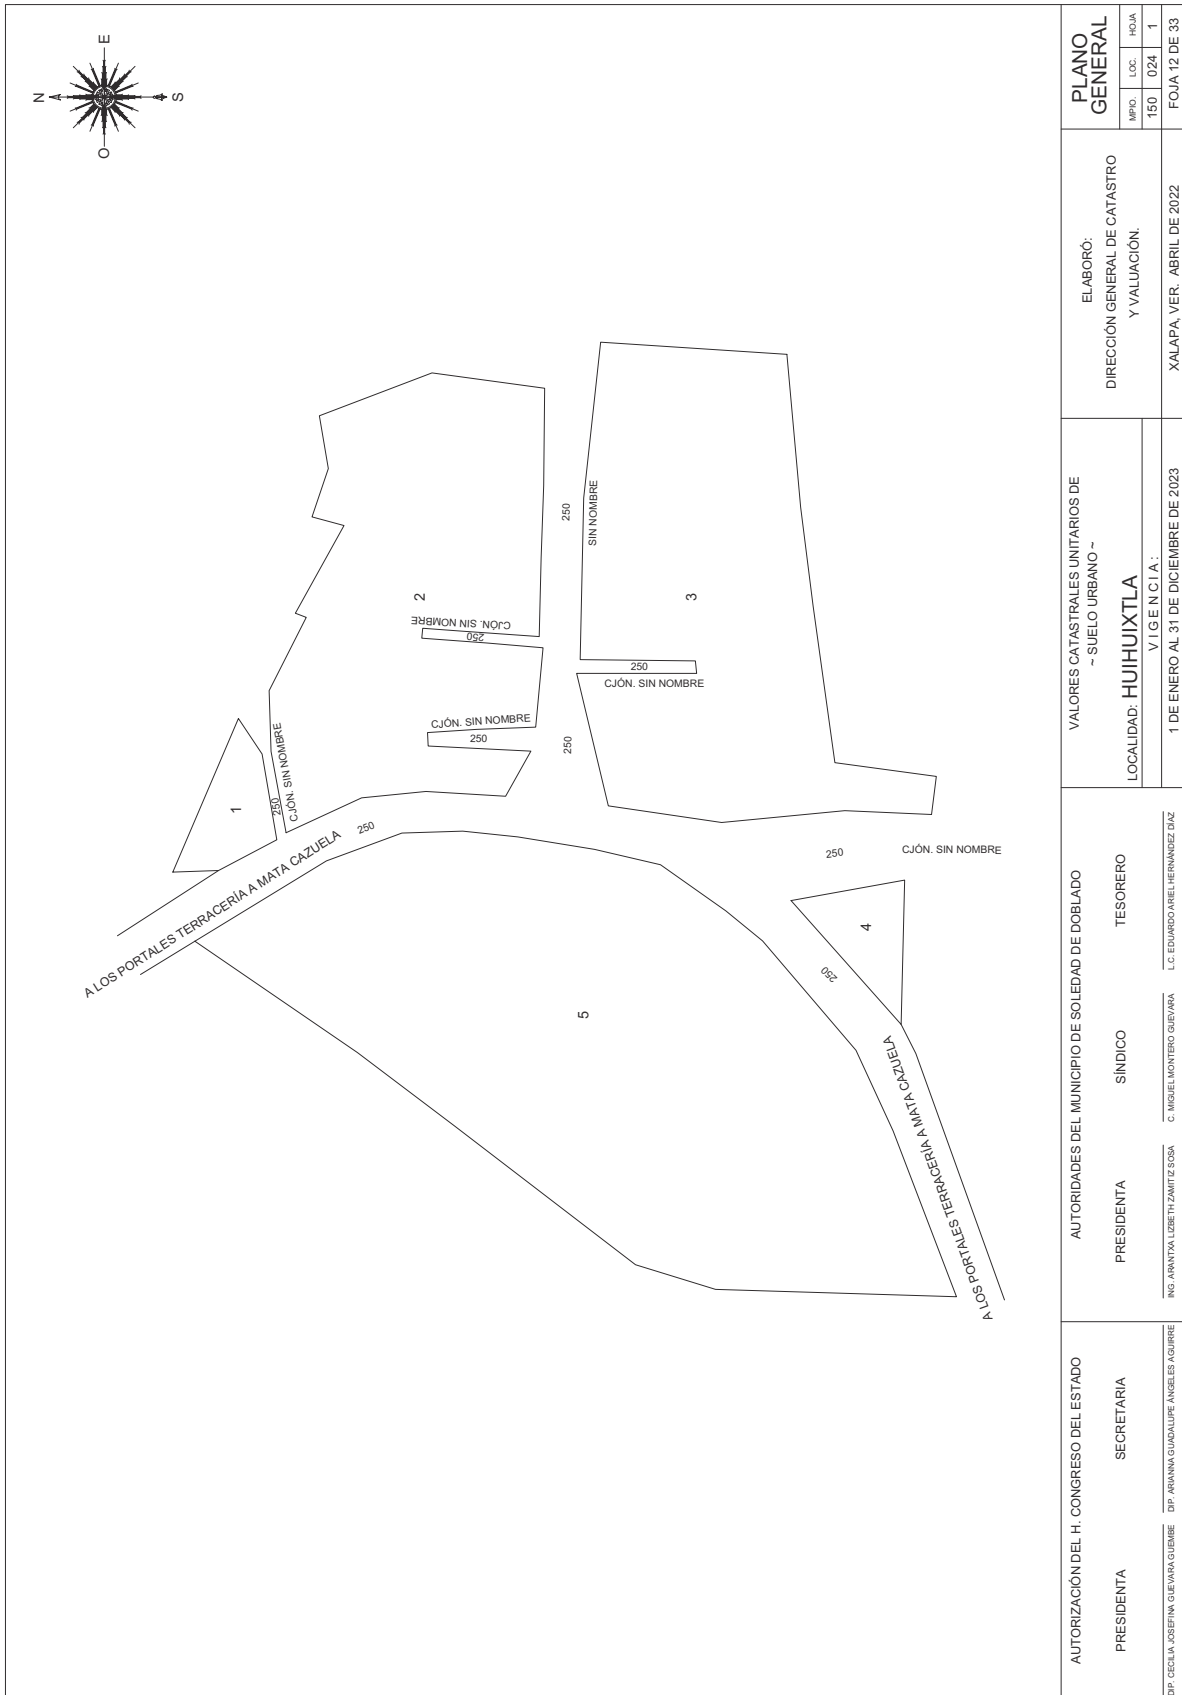 N
E
S
O
1
250
CJÓN. SIN NOMBRE
A LOS PORTALES TERRACERÍA A MATA CAZUELA
250
2
CJÓN. SIN NOMBRE
250
CJÓN. SIN NOMBRE
250
250
SIN NOMBRE
250
250
CJÓN. SIN NOMBRE
3
5
250
CJÓN. SIN NOMBRE
4
250
A LOS PORTALES TERRACERÍA A MATA CAZUELA
AUTORIZACIÓN DEL H. CONGRESO DEL ESTADO
PRESIDENTA
SECRETARIA
DIP. CECILIA JOSEFINA GUEVARA GUEMBE
DIP. ARIANNA GUADALUPE ÁNGELES AGUIRRE
AUTORIDADES DEL MUNICIPIO DE SOLEDAD DE DOBLADO
PRESIDENTA
SÍNDICO
TESORERO
ING. ARANTXA LIZBETH ZAMITIZ SOSA
C. MIGUEL MONTERO GUEVARA
L.C. EDUARDO ARIEL HERNÁNDEZ DÍAZ
VALORES CATASTRALES UNITARIOS DE
~ SUELO URBANO ~
LOCALIDAD: HUIHUIXTLA
V I G E N C I A :
1 DE ENERO AL 31 DE DICIEMBRE DE 2023
ELABORÓ:
DIRECCIÓN GENERAL DE CATASTRO
Y VALUACIÓN.
XALAPA, VER. ABRIL DE 2022
PLANO
GENERAL
MPIO. LOC. HOJA
150 024 1
FOJA 12 DE 33